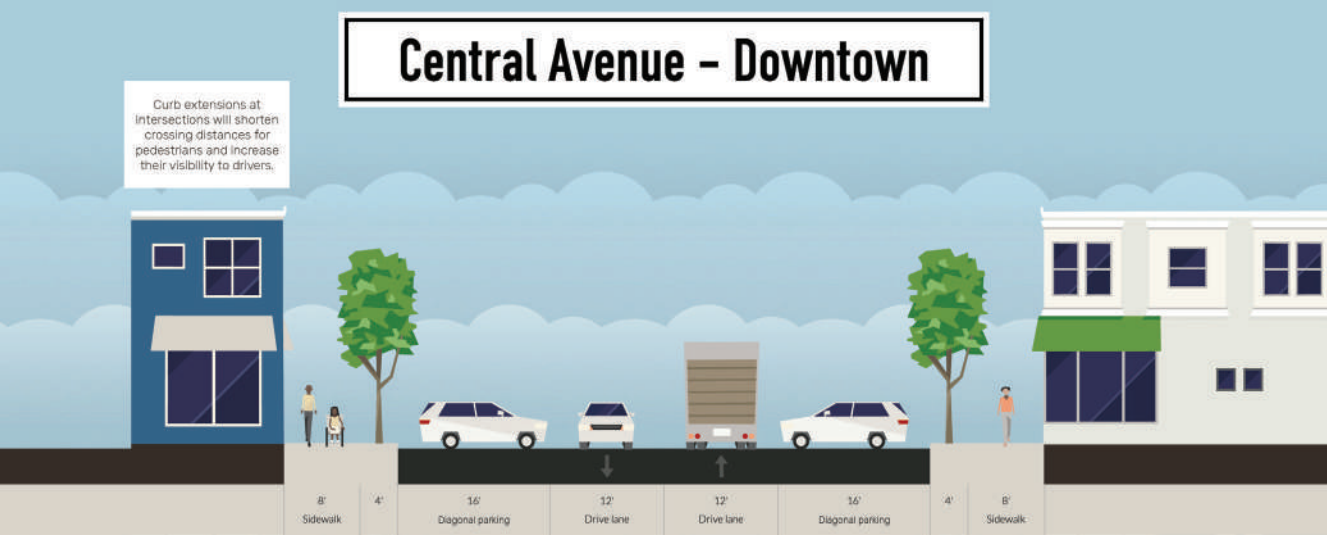 Central Avenue – Downtown
Curb extensions at
intersections will shorten
crossing distances for
pedestrians and increase
their visibility to drivers.
8' 4' 16' 12' 12' 16' 4' 8'
Sidewalk Diagonal parking Drive lane Drive lane Diagonal parking Sidewalk